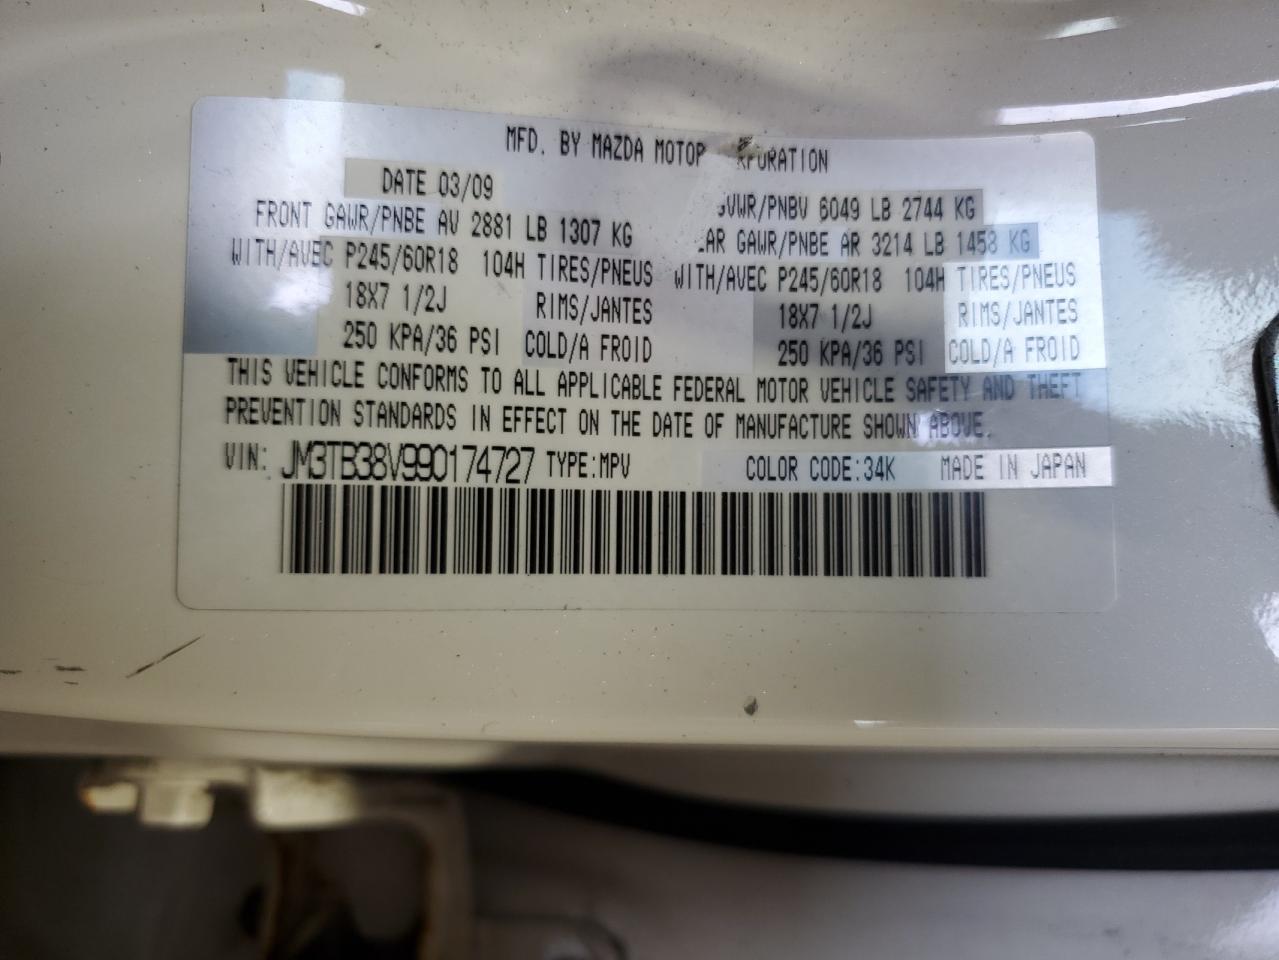 MFD. BY MAZDA MOTOR RPORATION
DATE 03/09 GVWR/PNBV 6049 LB 2744 KG
FRONT GAWR/PNBE AV 2881 LB 1307 KG EAR GAWR/PNBE AR 3214 LB 1458 KG
WITH/AVEC P245/60R18 104H TIRES/PNEUS WITH/AVEC P245/60R18 104H TIRES/PNEUS
18X7 1/2J RIMS/JANTES 18X7 1/2J RIMS/JANTES
250 KPA/36 PSI COLD/A FROID 250 KPA/36 PSI COLD/A FROID
THIS VEHICLE CONFORMS TO ALL APPLICABLE FEDERAL MOTOR VEHICLE SAFETY AND THEFT
PREVENTION STANDARDS IN EFFECT ON THE DATE OF MANUFACTURE SHOWN ABOVE.
VIN: JM3TB38V990174727 TYPE:MPV COLOR CODE:34K MADE IN JAPAN